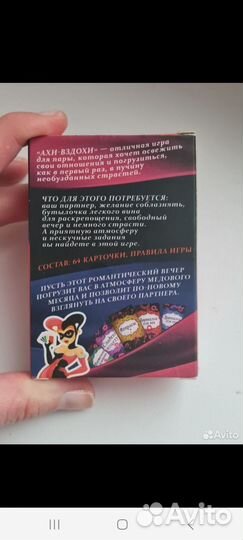 «АХИ-ВЗДОХИ» — отличная игра
для пары, которая хочет освежить
свои отношения и погрузиться,
как в первый раз, в пучину
необузданных страстей.
ЧТО ДЛЯ ЭТОГО ПОТРЕБУЕТСЯ:
ваш партнер, желание соблазнять,
бутылочка легкого вина
для раскрепощения, свободный
вечер и немного страсти.
А приятную атмосферу
и нескучные задания
вы найдете в этой игре.
СОСТАВ: 64 КАРТОЧКИ, ПРАВИЛА ИГРЫ
ПУСТЬ ЭТОТ РОМАНТИЧЕСКИЙ ВЕЧЕР
ПОГРУЗИТ ВАС В АТМОСФЕРУ МЕДОВОГО
МЕСЯЦА И ПОЗВОЛИТ ПО-НОВОМУ
ВЗГЛЯНУТЬ НА СВОЕГО ПАРТНЕРА.
Avito
Avito